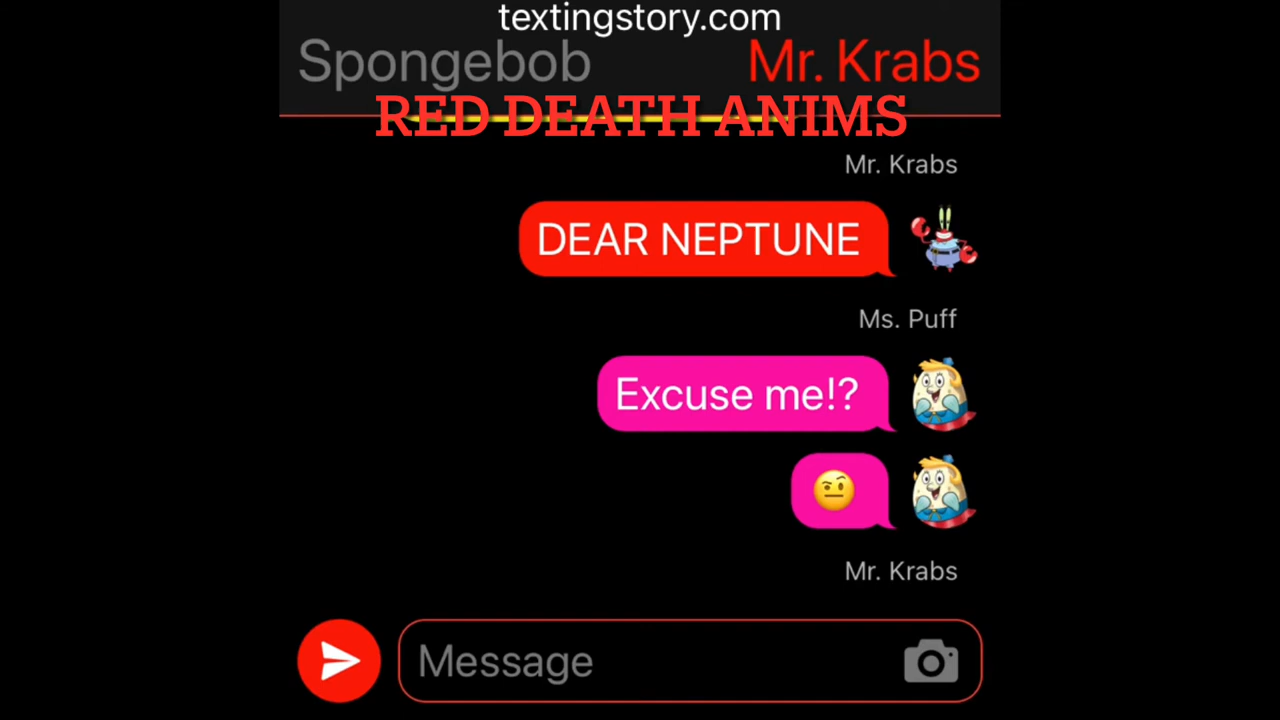 textingstory.com
Spongebob Mr. Krabs
RED DEATH ANIMS
Mr. Krabs
DEAR NEPTUNE
Ms. Puff
Excuse me!?
🤨
Mr. Krabs
Message